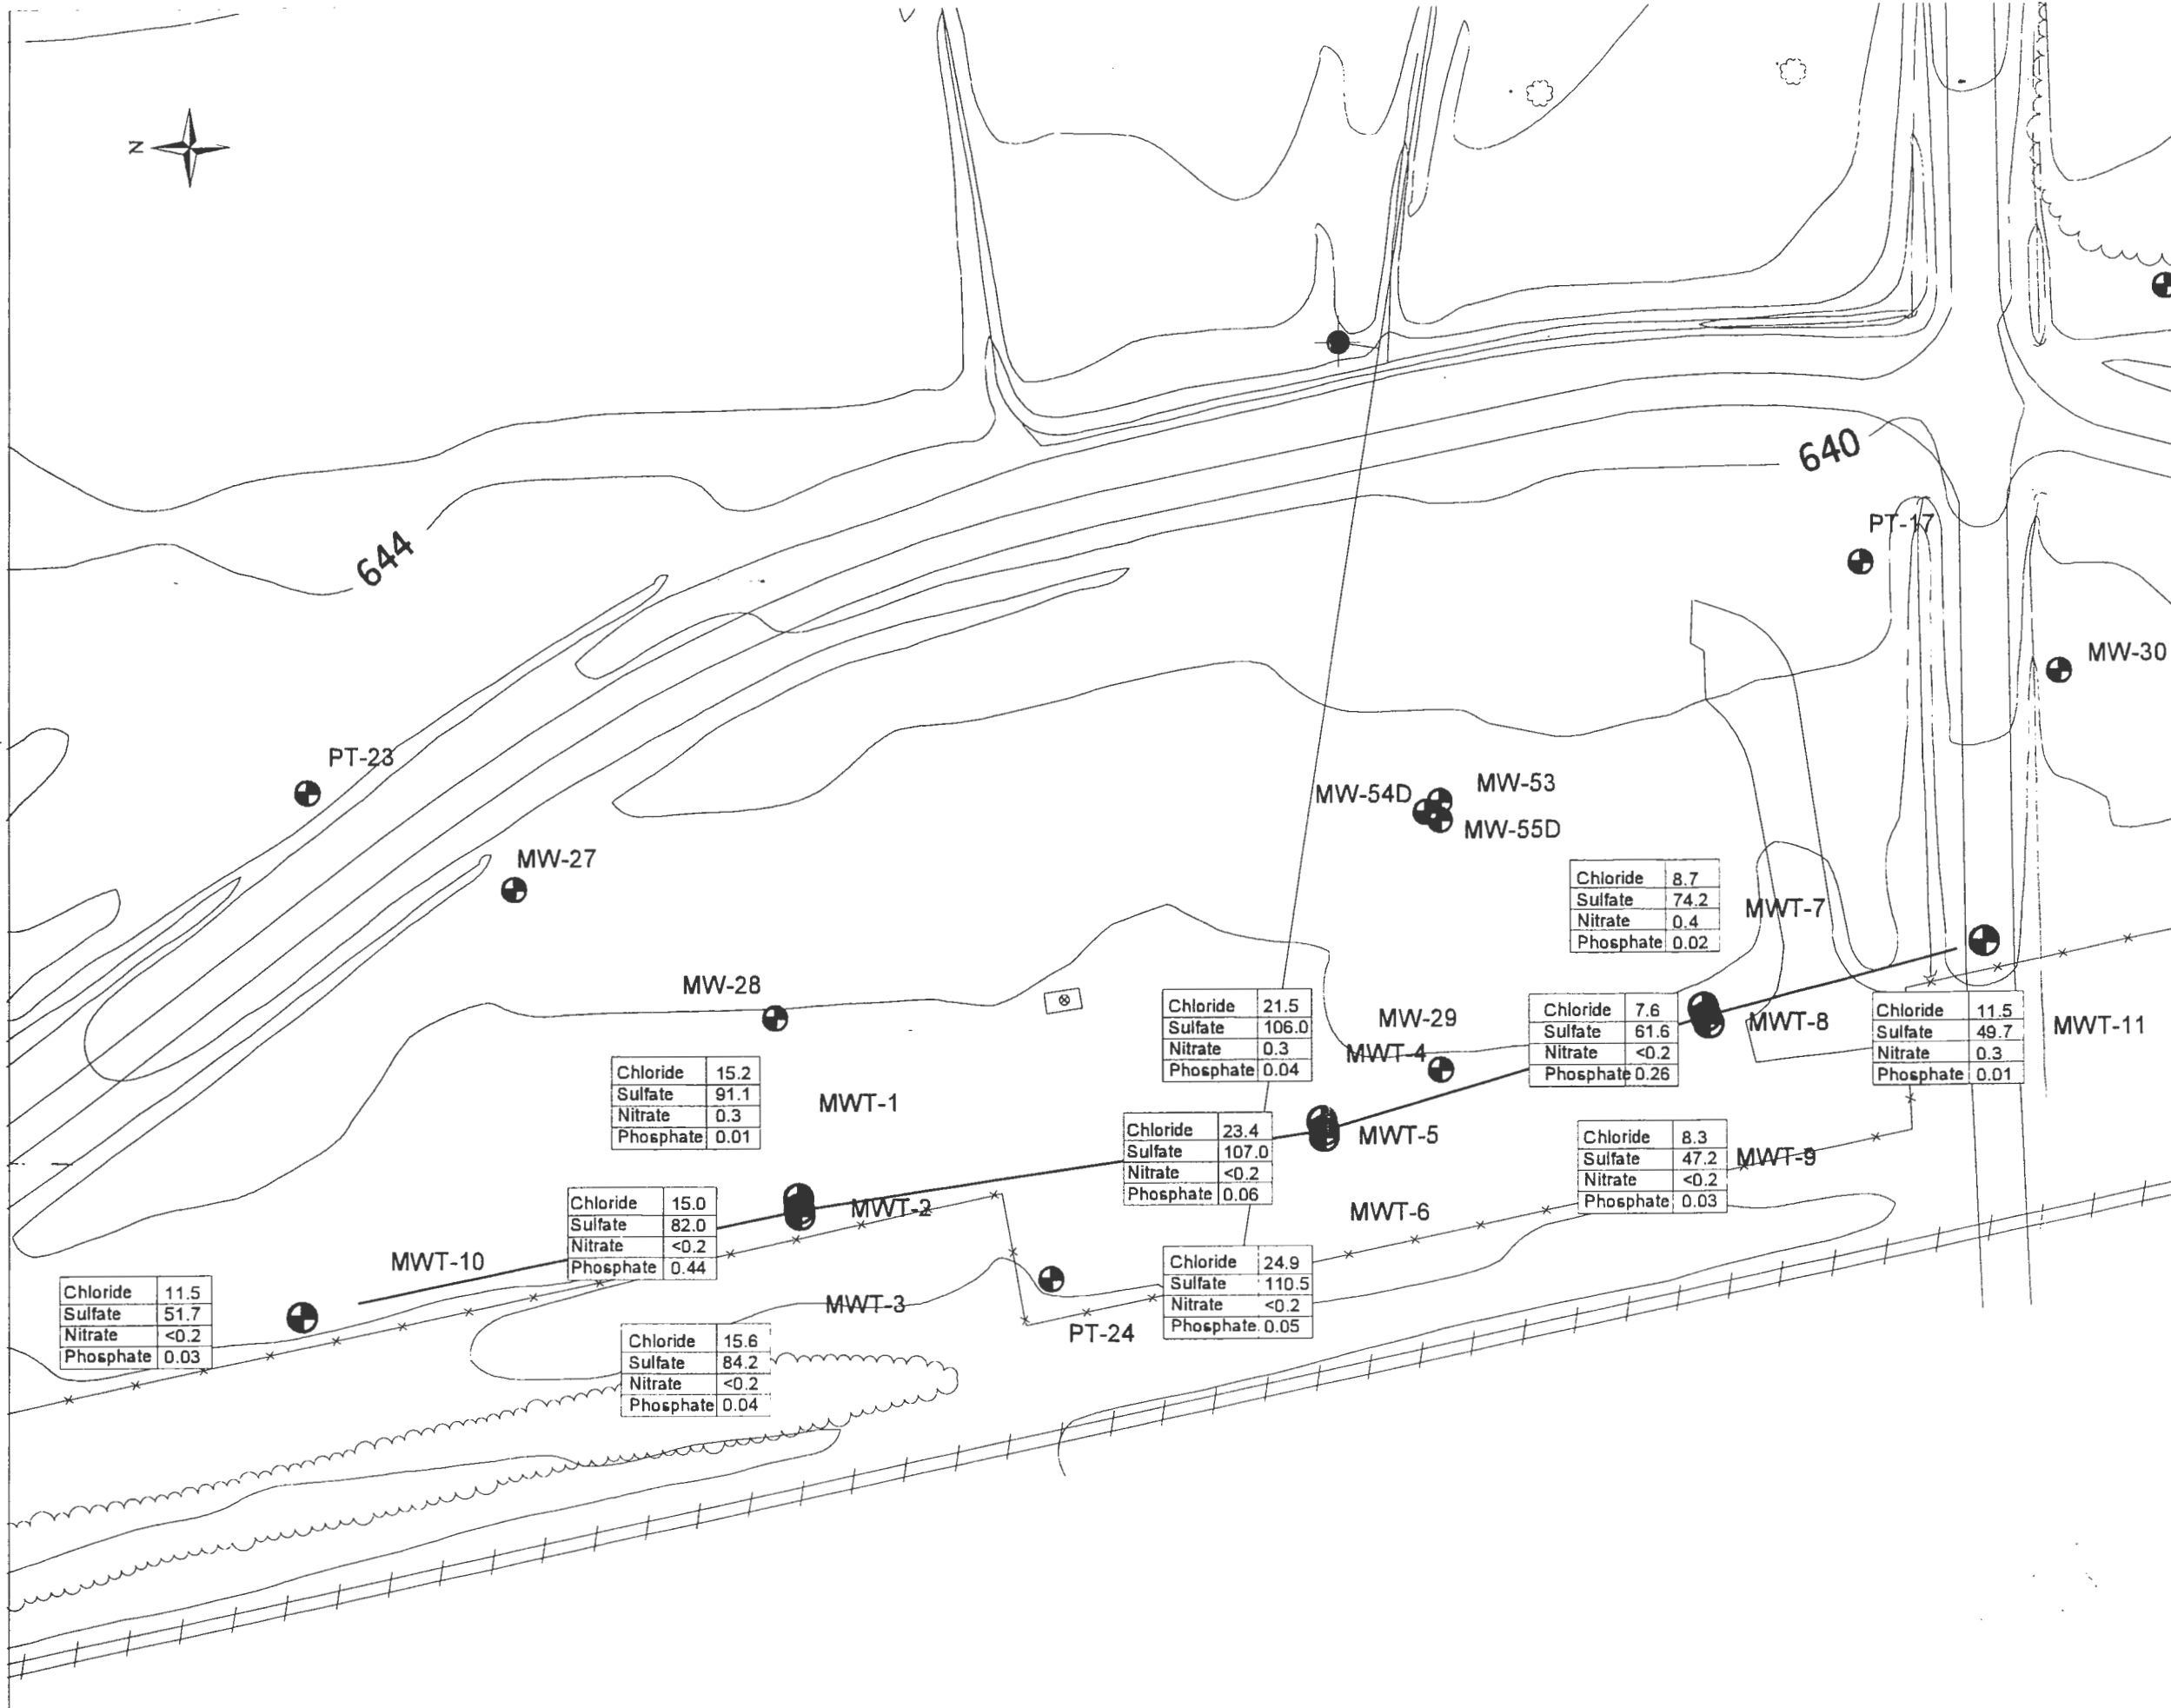 N
640
644
PT-17
MW-30
PT-23
MW-54D
MW-53
MW-55D
MW-27
Chloride 8.7
Sulfate 74.2
Nitrate 0.4
Phosphate 0.02
MWT-7
MW-28
Chloride 21.5
Sulfate 106.0
Nitrate 0.3
Phosphate 0.04
MW-29
MWT-4
Chloride 7.6
Sulfate 61.6
Nitrate <0.2
Phosphate 0.26
MWT-8
Chloride 11.5
Sulfate 49.7
Nitrate 0.3
Phosphate 0.01
MWT-11
Chloride 15.2
Sulfate 91.1
Nitrate 0.3
Phosphate 0.01
MWT-1
Chloride 23.4
Sulfate 107.0
Nitrate <0.2
Phosphate 0.06
MWT-5
Chloride 8.3
Sulfate 47.2
Nitrate <0.2
Phosphate 0.03
MWT-9
Chloride 15.0
Sulfate 82.0
Nitrate <0.2
Phosphate 0.44
MWT-2
MWT-6
MWT-10
Chloride 11.5
Sulfate 51.7
Nitrate <0.2
Phosphate 0.03
MWT-3
Chloride 24.9
Sulfate 110.5
Nitrate <0.2
Phosphate 0.05
PT-24
Chloride 15.6
Sulfate 84.2
Nitrate <0.2
Phosphate 0.04